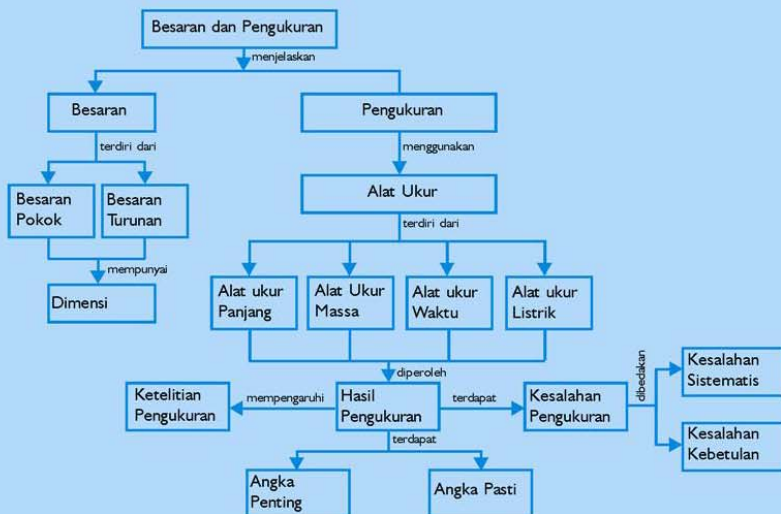 Besaran dan Pengukuran
menjelaskan
Besaran
Pengukuran
terdiri dari
menggunakan
Besaran
Pokok
Besaran
Turunan
Alat Ukur
mempunyai
terdiri dari
Dimensi
Alat ukur
Panjang
Alat Ukur
Massa
Alat ukur
Waktu
Alat ukur
Listrik
diperoleh
Ketelitian
Pengukuran
mempengaruhi
Hasil
Pengukuran
terdapat
Kesalahan
Pengukuran
dibedakan
Kesalahan
Sistematis
Kesalahan
Kebetulan
terdapat
Angka
Penting
Angka Pasti